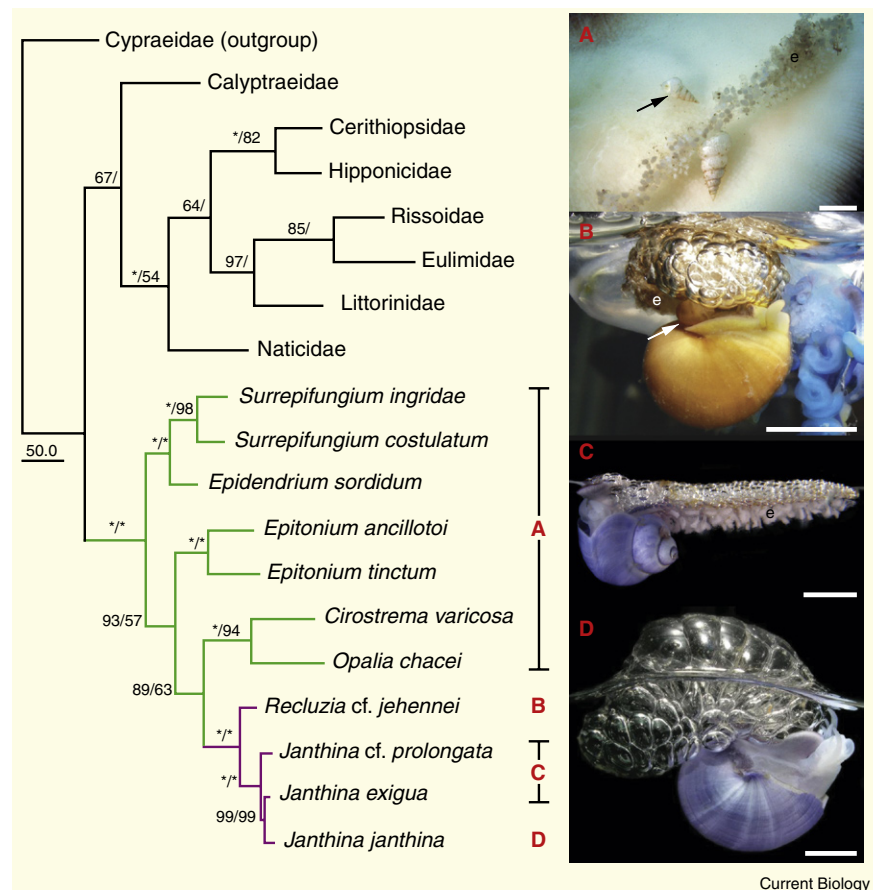 Cypraeidae (outgroup)
Calyptraeidae
Cerithiopsidae
*/82
Hipponicidae
67/
Rissoidae
64/
85/
Eulimidae
97/
*/54
Littorinidae
Naticidae
Surrepifungium ingridae
*/98
Surrepifungium costulatum
*/*
50.0
Epidendrium sordidum
*/*
Epitonium ancillotoi
A
*/*
Epitonium tinctum
93/57
Cirostrema varicosa
*/94
Opalia chacei
89/63
Recluzia cf. jehennei
B
*/*
Janthina cf. prolongata
C
*/*
Janthina exigua
99/99
Janthina janthina
D
A
e
B
e
C
e
D
Current Biology